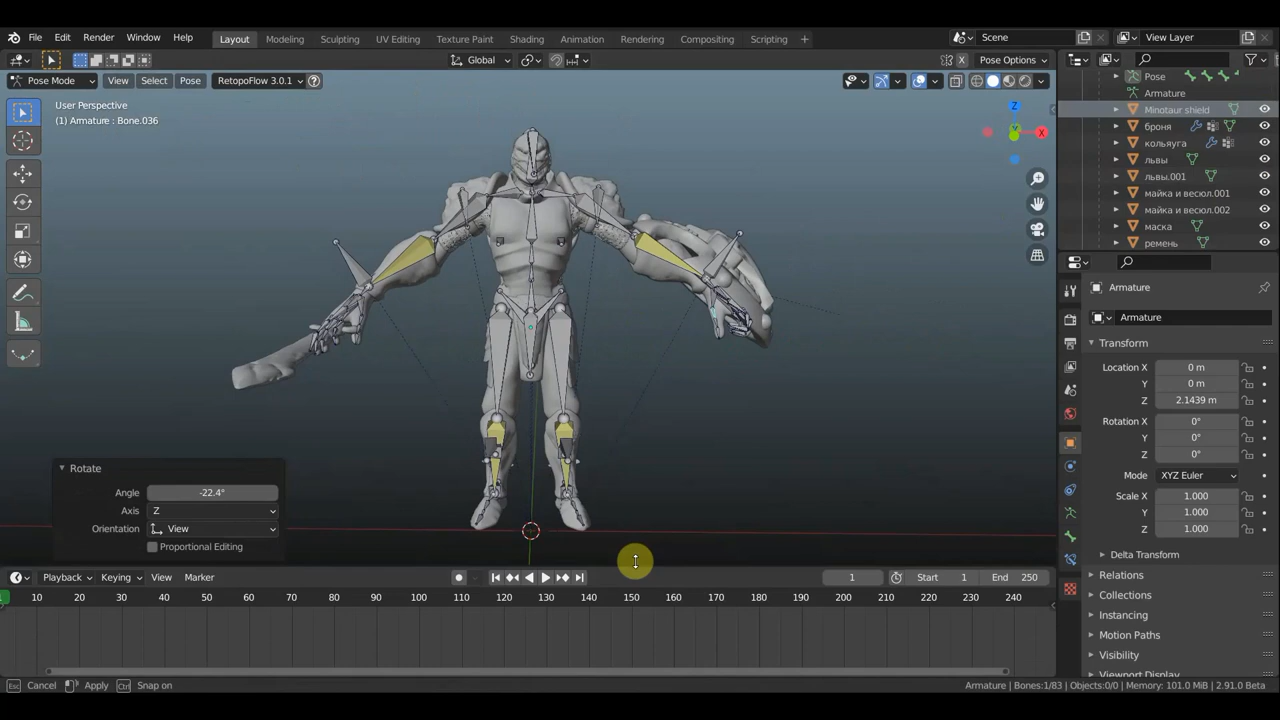 File Edit Render Window Help Layout Modeling Sculpting UV Editing Texture Paint Shading Animation Rendering Compositing Scripting + Scene View Layer
Global Pose Options
Pose Mode View Select Pose RetopoFlow 3.0.1
User Perspective
(1) Armature : Bone.036
Z
Y
X
Pose
Armature
Minotaur shield
броня
кольяуга
львы
львы.001
майка и весюл.001
майка и весюл.002
маска
ремень
Armature
Armature
Transform
Location X 0 m
Y 0 m
Z 2.1439 m
Rotation X 0°
Y 0°
Z 0°
Mode XYZ Euler
Scale X 1.000
Y 1.000
Z 1.000
Delta Transform
Relations
Collections
Instancing
Motion Paths
Visibility
Viewport Display
Rotate
Angle -22.4°
Axis Z
Orientation View
Proportional Editing
Playback Keying View Marker 1 Start 1 End 250
10 20 30 40 50 60 70 80 90 100 110 120 130 140 150 160 170 180 190 200 210 220 230 240
Esc Cancel Apply Ctrl Snap on Armature | Bones:1/83 | Objects:0/0 | Memory: 101.0 MiB | 2.91.0 Beta